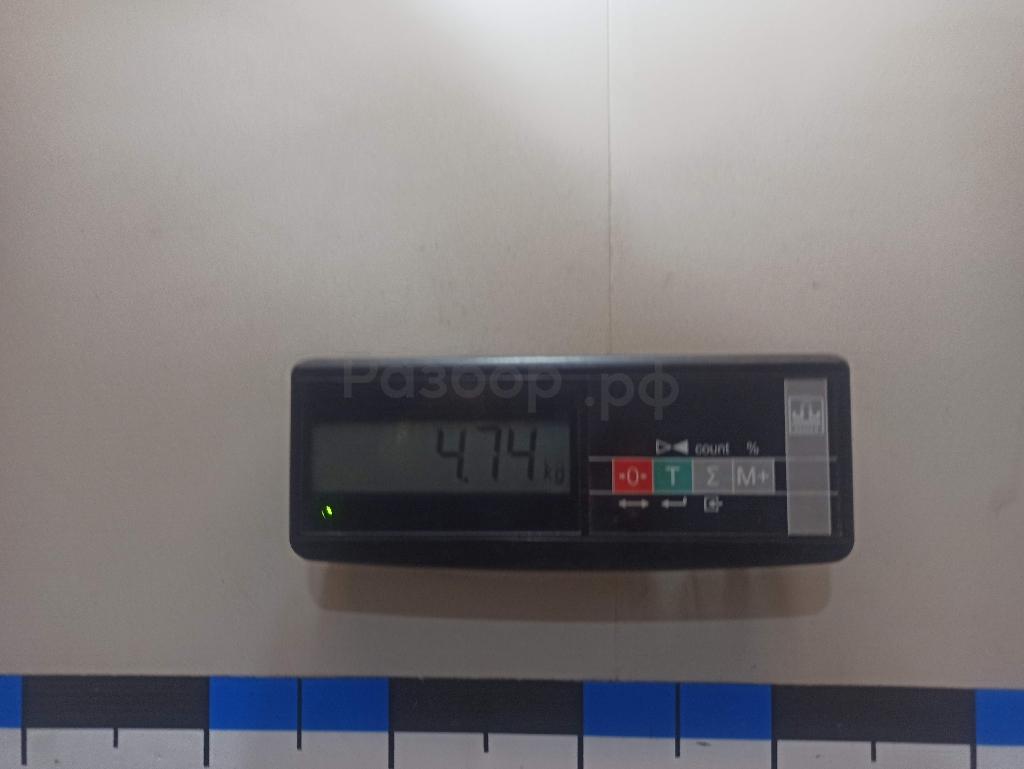 Разбор.рф
4.74 kg
count %
·0· T Σ M+